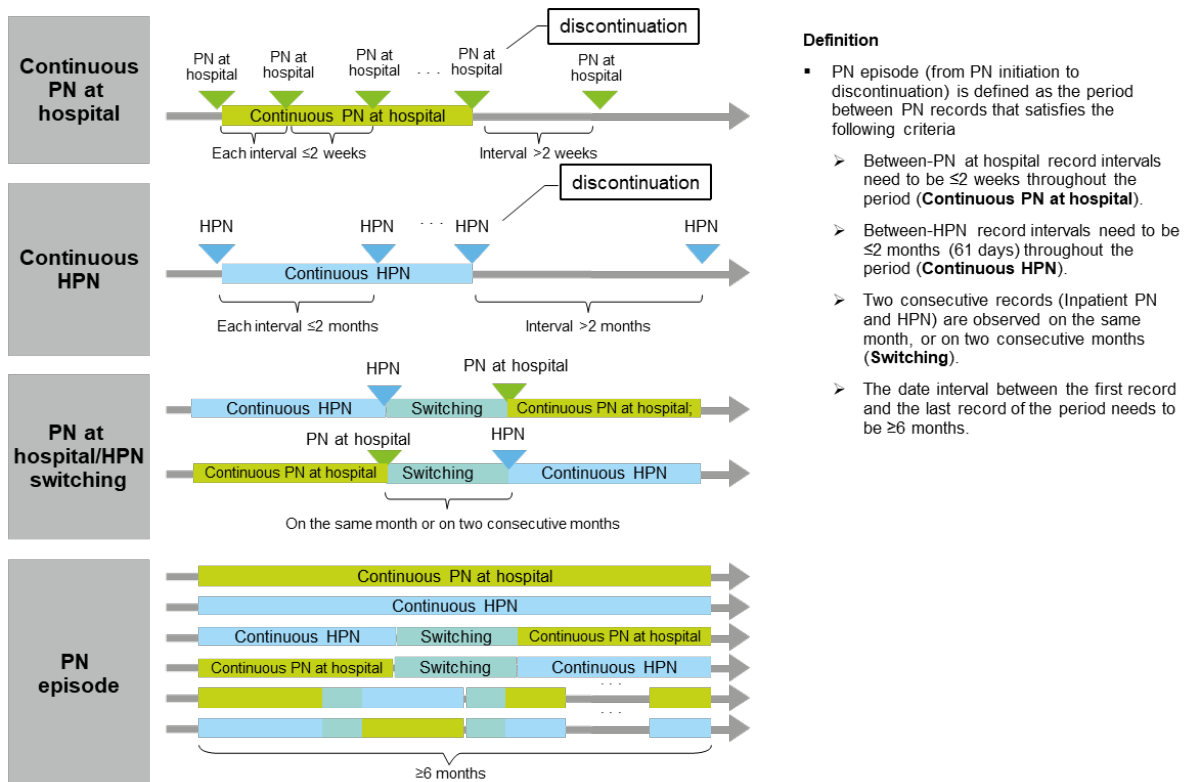 Continuous
PN at
hospital
discontinuation
PN at
hospital
PN at
hospital
PN at
hospital
. . .
PN at
hospital
PN at
hospital
Continuous PN at hospital
Each interval ≤2 weeks
Interval >2 weeks
Continuous
HPN
discontinuation
HPN
HPN
. . .
HPN
HPN
Continuous HPN
Each interval ≤2 months
Interval >2 months
PN at
hospital/HPN
switching
HPN
PN at hospital
Continuous HPN
Switching
Continuous PN at hospital;
PN at hospital
HPN
Continuous PN at hospital
Switching
Continuous HPN
On the same month or on two consecutive months
PN
episode
Continuous PN at hospital
Continuous HPN
Continuous HPN
Switching
Continuous PN at hospital
Continuous PN at hospital
Switching
Continuous HPN
. . .
. . .
≥6 months
Definition
▪ PN episode (from PN initiation to
discontinuation) is defined as the period
between PN records that satisfies the
following criteria
➢ Between-PN at hospital record intervals
need to be ≤2 weeks throughout the
period (Continuous PN at hospital).
➢ Between-HPN record intervals need to be
≤2 months (61 days) throughout the
period (Continuous HPN).
➢ Two consecutive records (Inpatient PN
and HPN) are observed on the same
month, or on two consecutive months
(Switching).
➢ The date interval between the first record
and the last record of the period needs to
be ≥6 months.